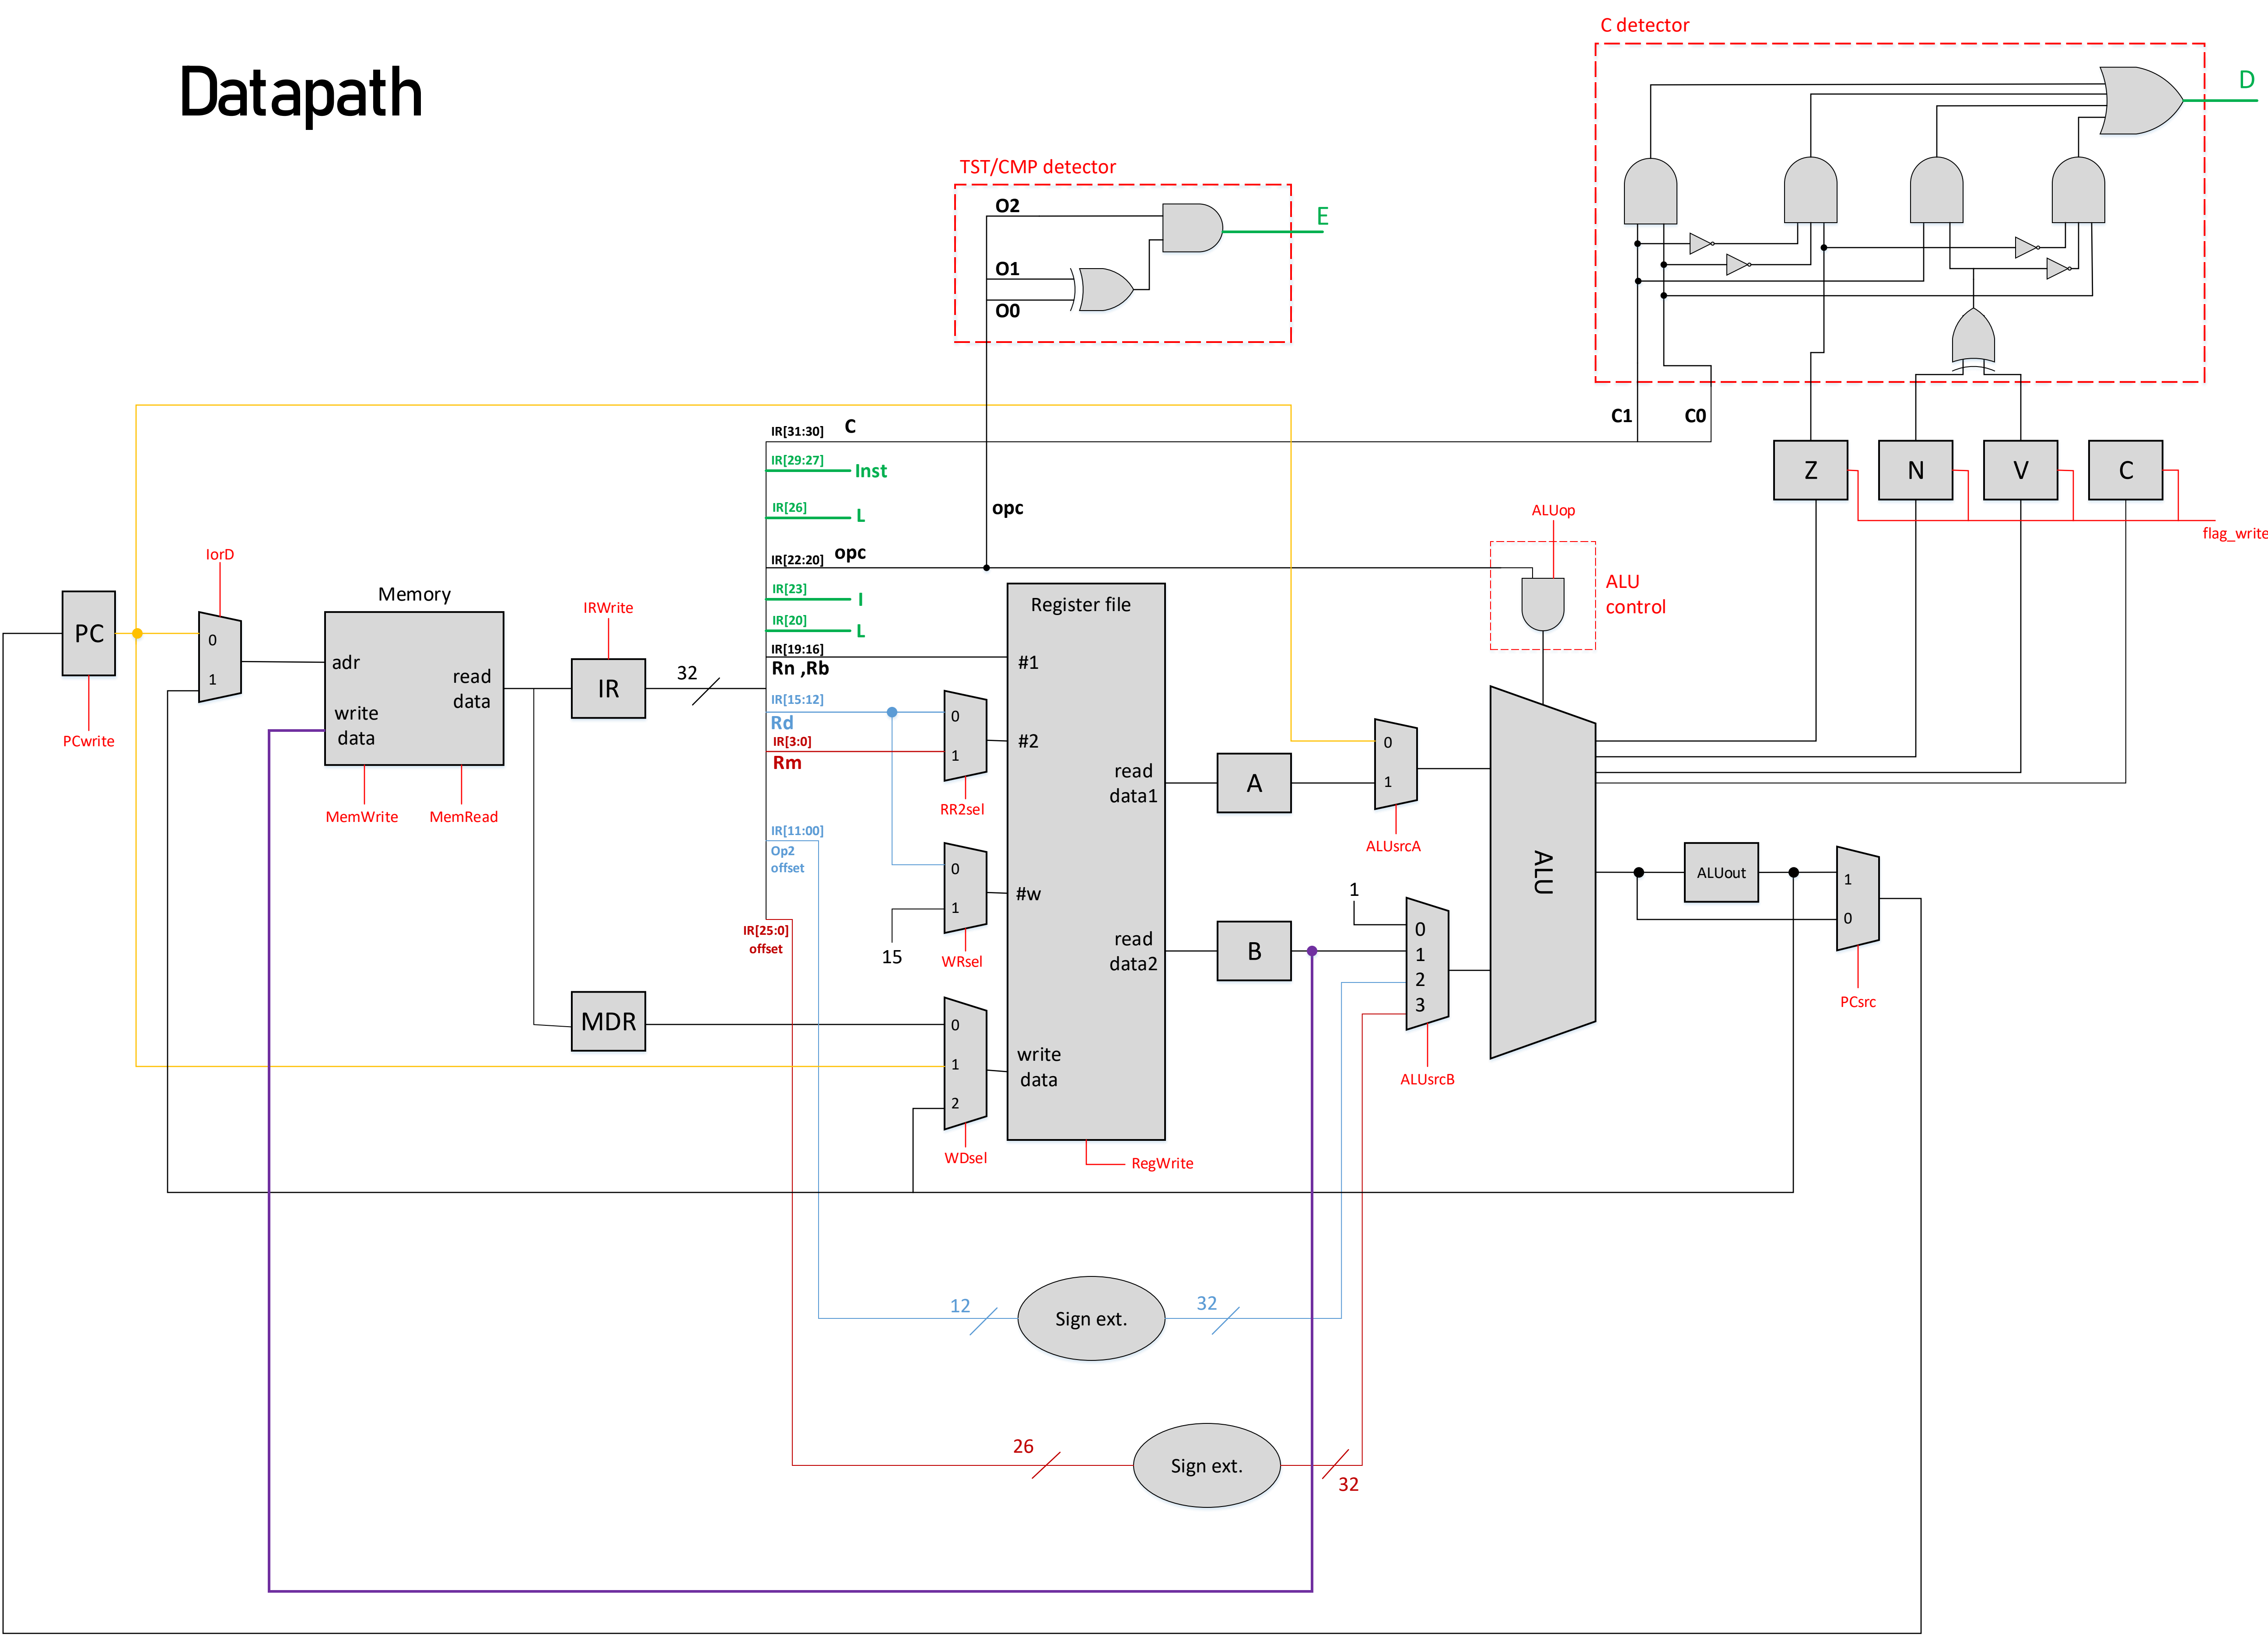 Datapath
C detector
D
TST/CMP detector
O2
E
O1
O0
C1
C0
IR[31:30]
C
IR[29:27]
Inst
IR[26]
L
opc
Z
N
V
C
flag_write
ALUop
ALU
control
IR[22:20]
opc
IR[23]
I
IR[20]
L
IR[19:16]
Rn ,Rb
IR[15:12]
Rd
IR[3:0]
Rm
IR[11:00]
Op2
offset
IR[25:0]
offset
IorD
PC
PCwrite
0
1
Memory
adr
read
data
write
data
MemWrite
MemRead
IRWrite
IR
32
MDR
0
1
RR2sel
0
1
15
WRsel
0
1
2
WDsel
Register file
#1
#2
read
data1
#w
read
data2
write
data
RegWrite
A
B
0
1
ALUsrcA
1
0
1
2
3
ALUsrcB
ALU
ALUout
1
0
PCsrc
12
Sign ext.
32
26
Sign ext.
32